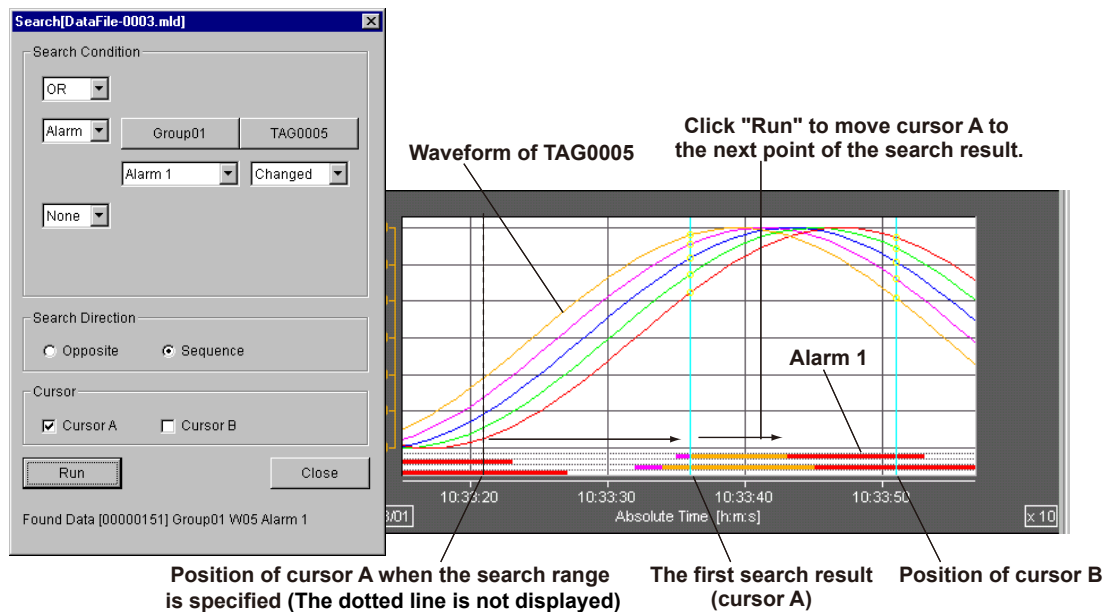 Search[DataFile-0003.mld]
Search Condition
OR
Alarm
Group01
TAG0005
Alarm 1
Changed
None
Search Direction
Opposite
Sequence
Cursor
Cursor A
Cursor B
Run
Close
Found Data [00000151] Group01 W05 Alarm 1
Waveform of TAG0005
Click "Run" to move cursor A to
the next point of the search result.
Alarm 1
10:33:20
10:33:30
10:33:40
10:33:50
/01]
Absolute Time [h:m:s]
x 10
Position of cursor A when the search range
is specified (The dotted line is not displayed)
The first search result
(cursor A)
Position of cursor B